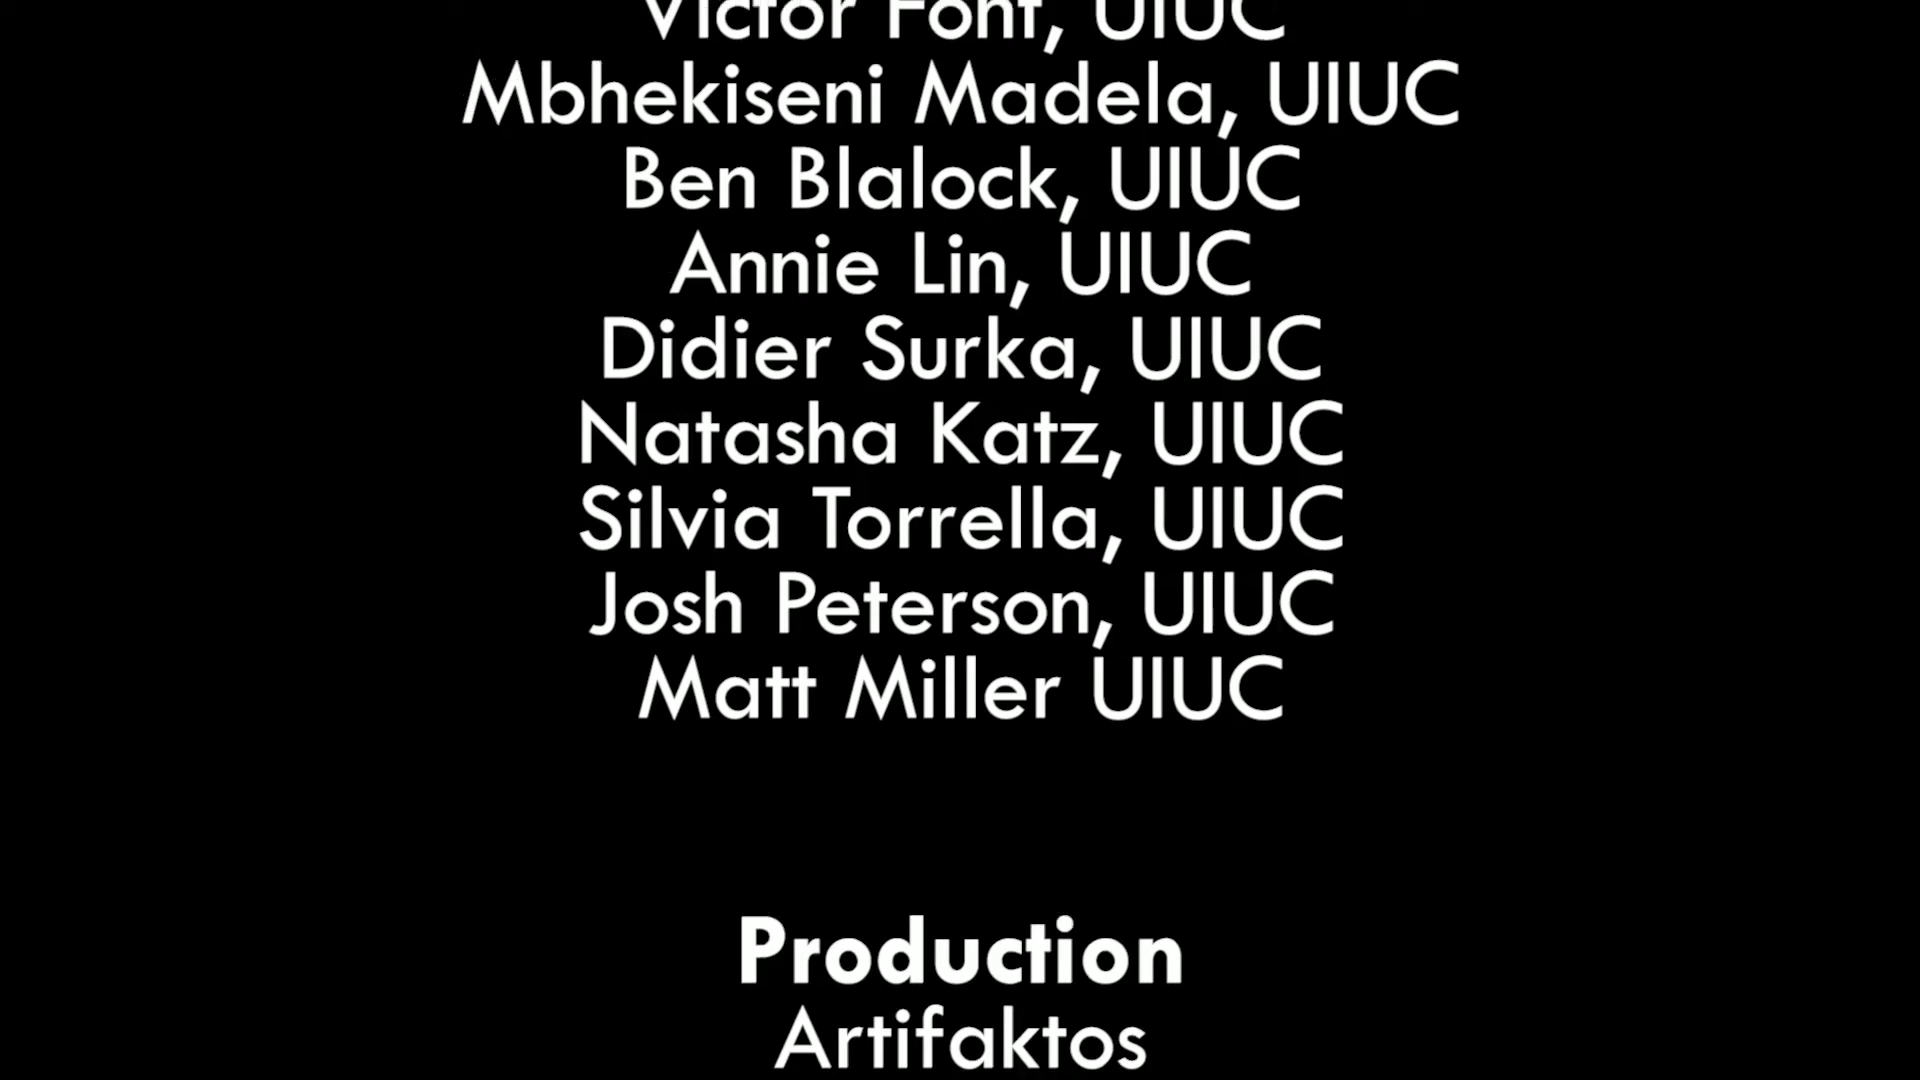 Victor Font, UIUC
Mbhekiseni Madela, UIUC
Ben Blalock, UIUC
Annie Lin, UIUC
Didier Surka, UIUC
Natasha Katz, UIUC
Silvia Torrella, UIUC
Josh Peterson, UIUC
Matt Miller UIUC
Production
Artifaktos